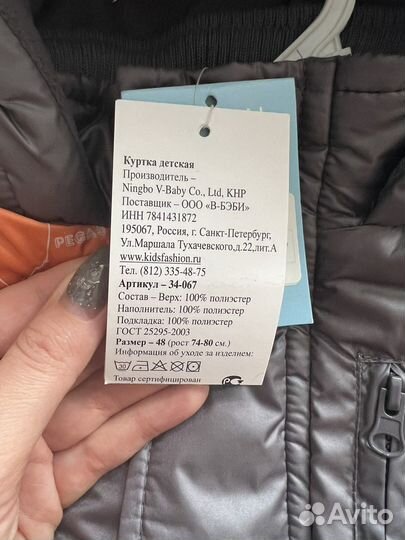 Куртка детская
Производитель –
Ningbo V-Baby Co., Ltd, КНР
Поставщик – ООО «В-БЭБИ»
ИНН 7841431872
195067, Россия, г. Санкт-Петербург,
Ул.Маршала Тухачевского,д.22,лит.А
www.kidsfashion.ru
Тел. (812) 335-48-75
Артикул – 34-067
Состав – Верх: 100% полиэстер
Наполнитель: 100% полиэстер
Подкладка: 100% полиэстер
ГОСТ 25295-2003
Размер – 48 (рост 74-80 см.)
Информация об уходе за изделием:
30
Товар сертифицирован
PEGAS
Avito